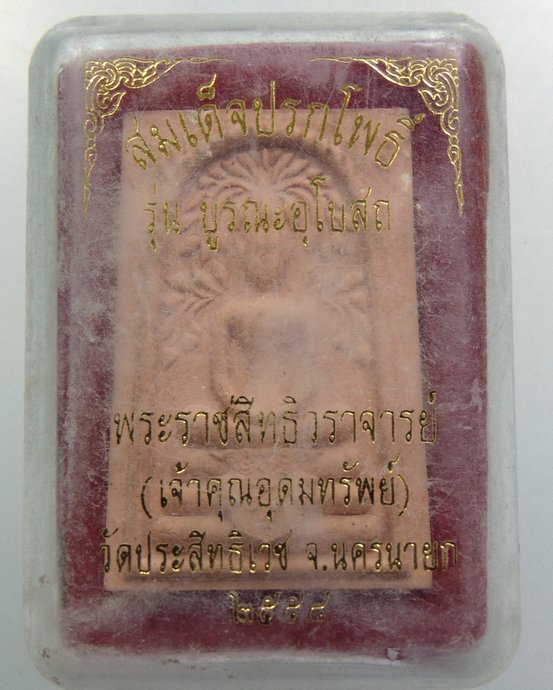 สมเด็จปรกโพธิ์
รุ่น บูรณะอุโบสถ
พระราชสิทธิวราจารย์
(เจ้าคุณอุดมทรัพย์)
วัดประสิทธิเวช จ.นครนายก
๒๕๕๘